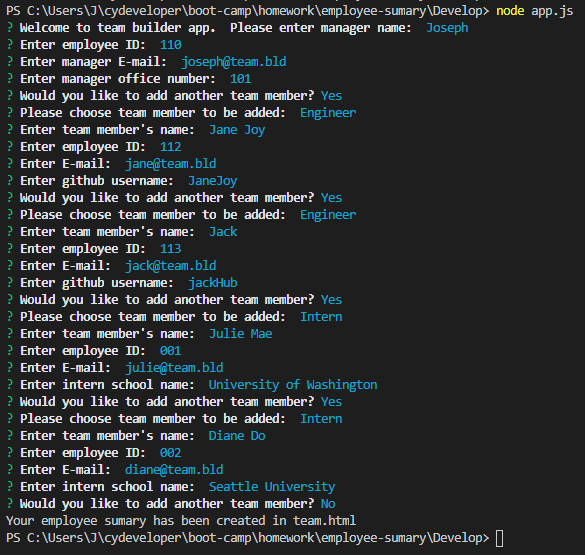 PS C:\Users\J\cydeveloper\boot-camp\homework\employee-sumary\Develop> node app.js
? Welcome to team builder app.  Please enter manager name:  Joseph
? Enter employee ID:  110
? Enter manager E-mail:  joseph@team.bld
? Enter manager office number:  101
? Would you like to add another team member? Yes
? Please choose team member to be added:  Engineer
? Enter team member's name:  Jane Joy
? Enter employee ID:  112
? Enter E-mail:  jane@team.bld
? Enter github username:  JaneJoy
? Would you like to add another team member? Yes
? Please choose team member to be added:  Engineer
? Enter team member's name:  Jack
? Enter employee ID:  113
? Enter E-mail:  jack@team.bld
? Enter github username:  jackHub
? Would you like to add another team member? Yes
? Please choose team member to be added:  Intern
? Enter team member's name:  Julie Mae
? Enter employee ID:  001
? Enter E-mail:  julie@team.bld
? Enter intern school name:  University of Washington
? Would you like to add another team member? Yes
? Please choose team member to be added:  Intern
? Enter team member's name:  Diane Do
? Enter employee ID:  002
? Enter E-mail:  diane@team.bld
? Enter intern school name:  Seattle University
? Would you like to add another team member? No
Your employee sumary has been created in team.html
PS C:\Users\J\cydeveloper\boot-camp\homework\employee-sumary\Develop>